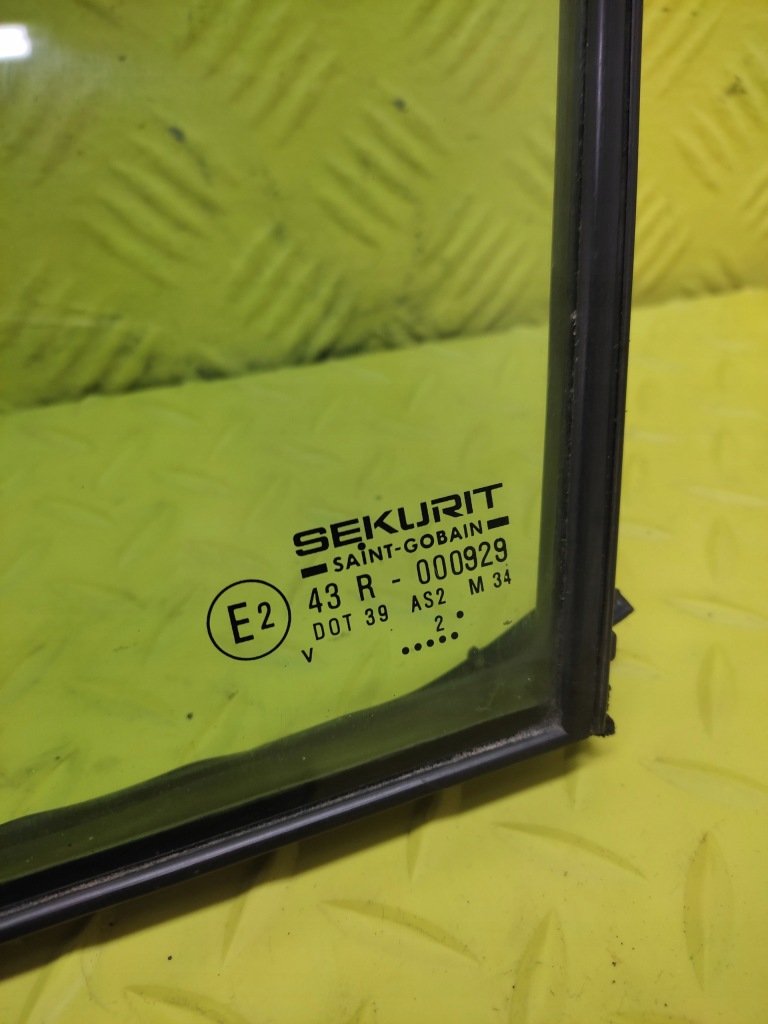 SEKURIT
SAINT-GOBAIN
E2 43 R - 000929
DOT 39 AS2 M 34
V 2